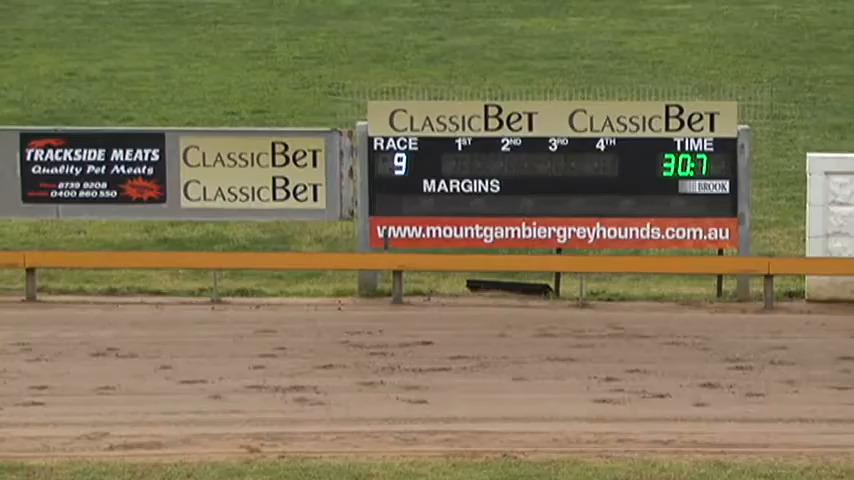 CLASSICBET CLASSICBET
RACE 1ST 2ND 3RD 4TH TIME
9 30:7
MARGINS BROOK
www.mountgambiergreyhounds.com.au
TRACKSIDE MEATS
Quality Pet Meats
8739 9208
0400 860 550
CLASSICBET
CLASSICBET